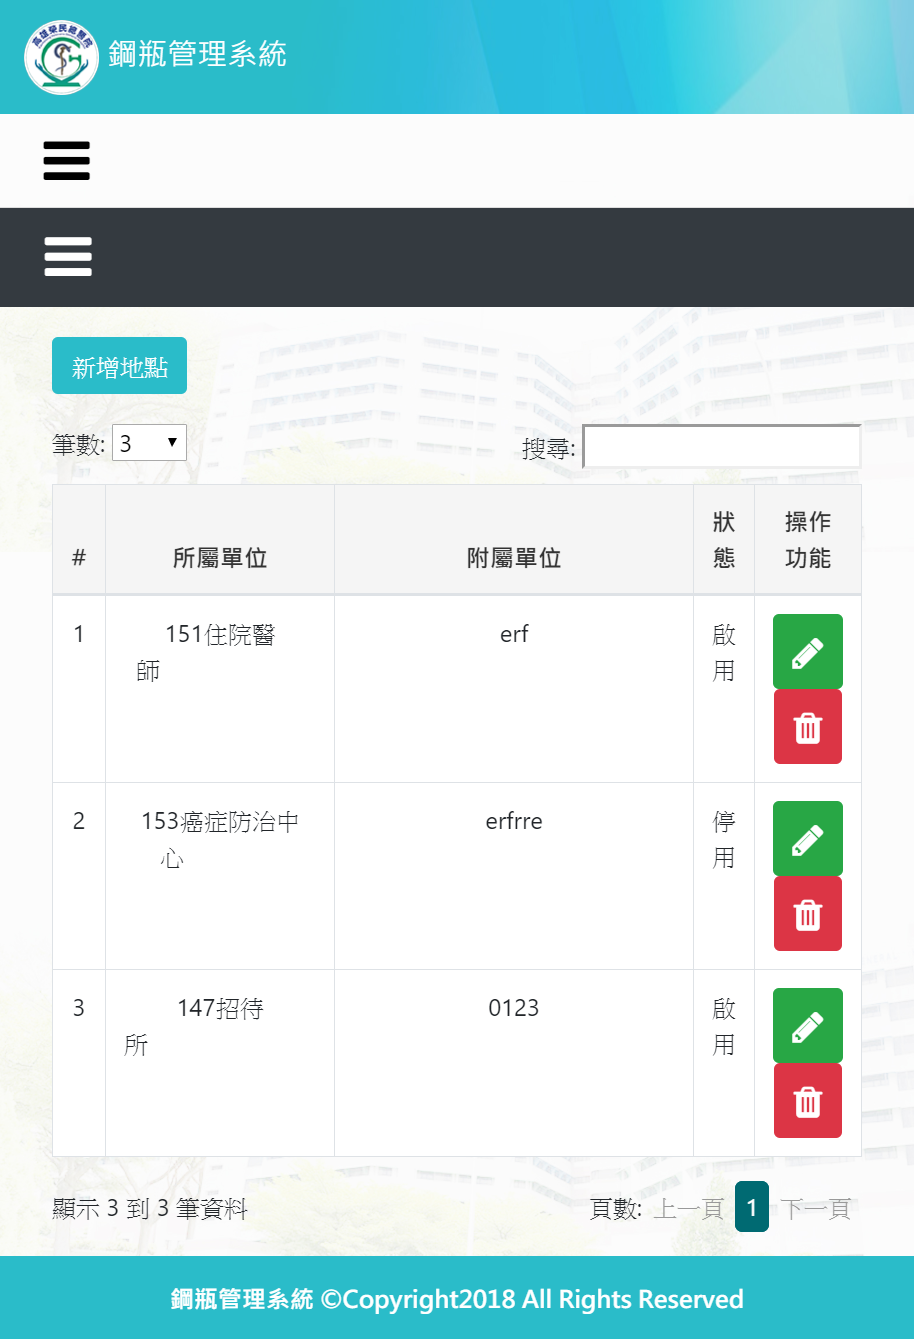 高雄榮民總醫院
鋼瓶管理系統
新增地點
筆數: 3
搜尋:
# 所屬單位 附屬單位 狀態 操作功能
1 151住院醫師 erf 啟用
2 153癌症防治中心 erfrre 停用
3 147招待所 0123 啟用
顯示 3 到 3 筆資料
頁數: 上一頁 1 下一頁
鋼瓶管理系統 ©Copyright2018 All Rights Reserved